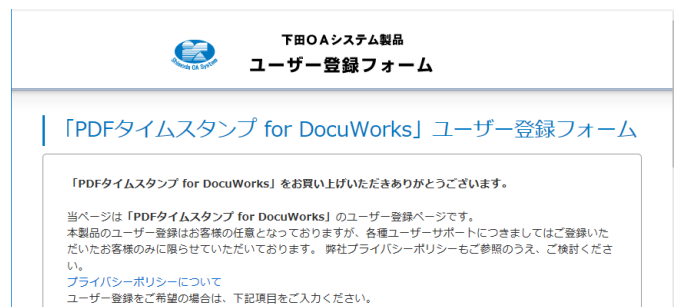 下田OAシステム製品
Shimoda OA System
ユーザー登録フォーム
「PDFタイムスタンプ for DocuWorks」ユーザー登録フォーム
「PDFタイムスタンプ for DocuWorks」をお買い上げいただきありがとうございます。
当ページは「PDFタイムスタンプ for DocuWorks」のユーザー登録ページです。
本製品のユーザー登録はお客様の任意となっておりますが、各種ユーザーサポートにつきましてはご登録いた
だいたお客様のみに限らせていただいております。 弊社プライバシーポリシーもご参照のうえ、ご検討くださ
い。
プライバシーポリシーについて
ユーザー登録をご希望の場合は、下記項目をご入力ください。